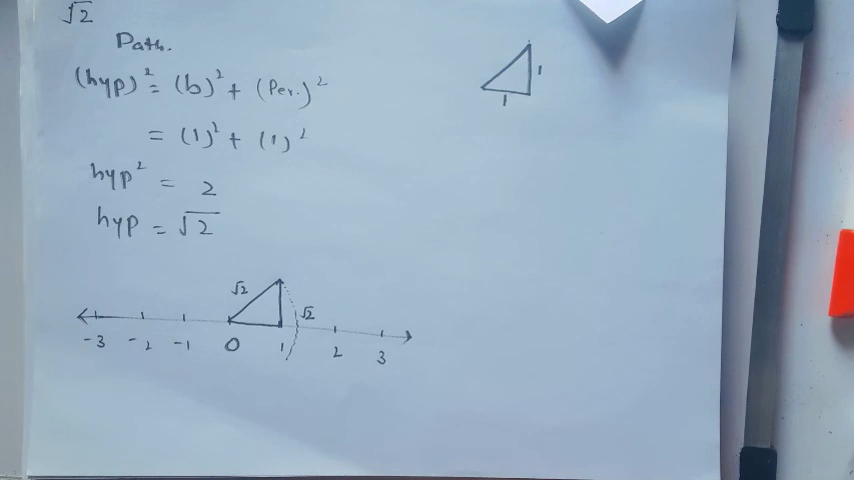 √2
Path.
(hyp)² = (b)² + (Per.)²
= (1)² + (1)²
hyp² = 2
hyp = √2
1
1
√2
√2
-3 -2 -1 0 1 2 3